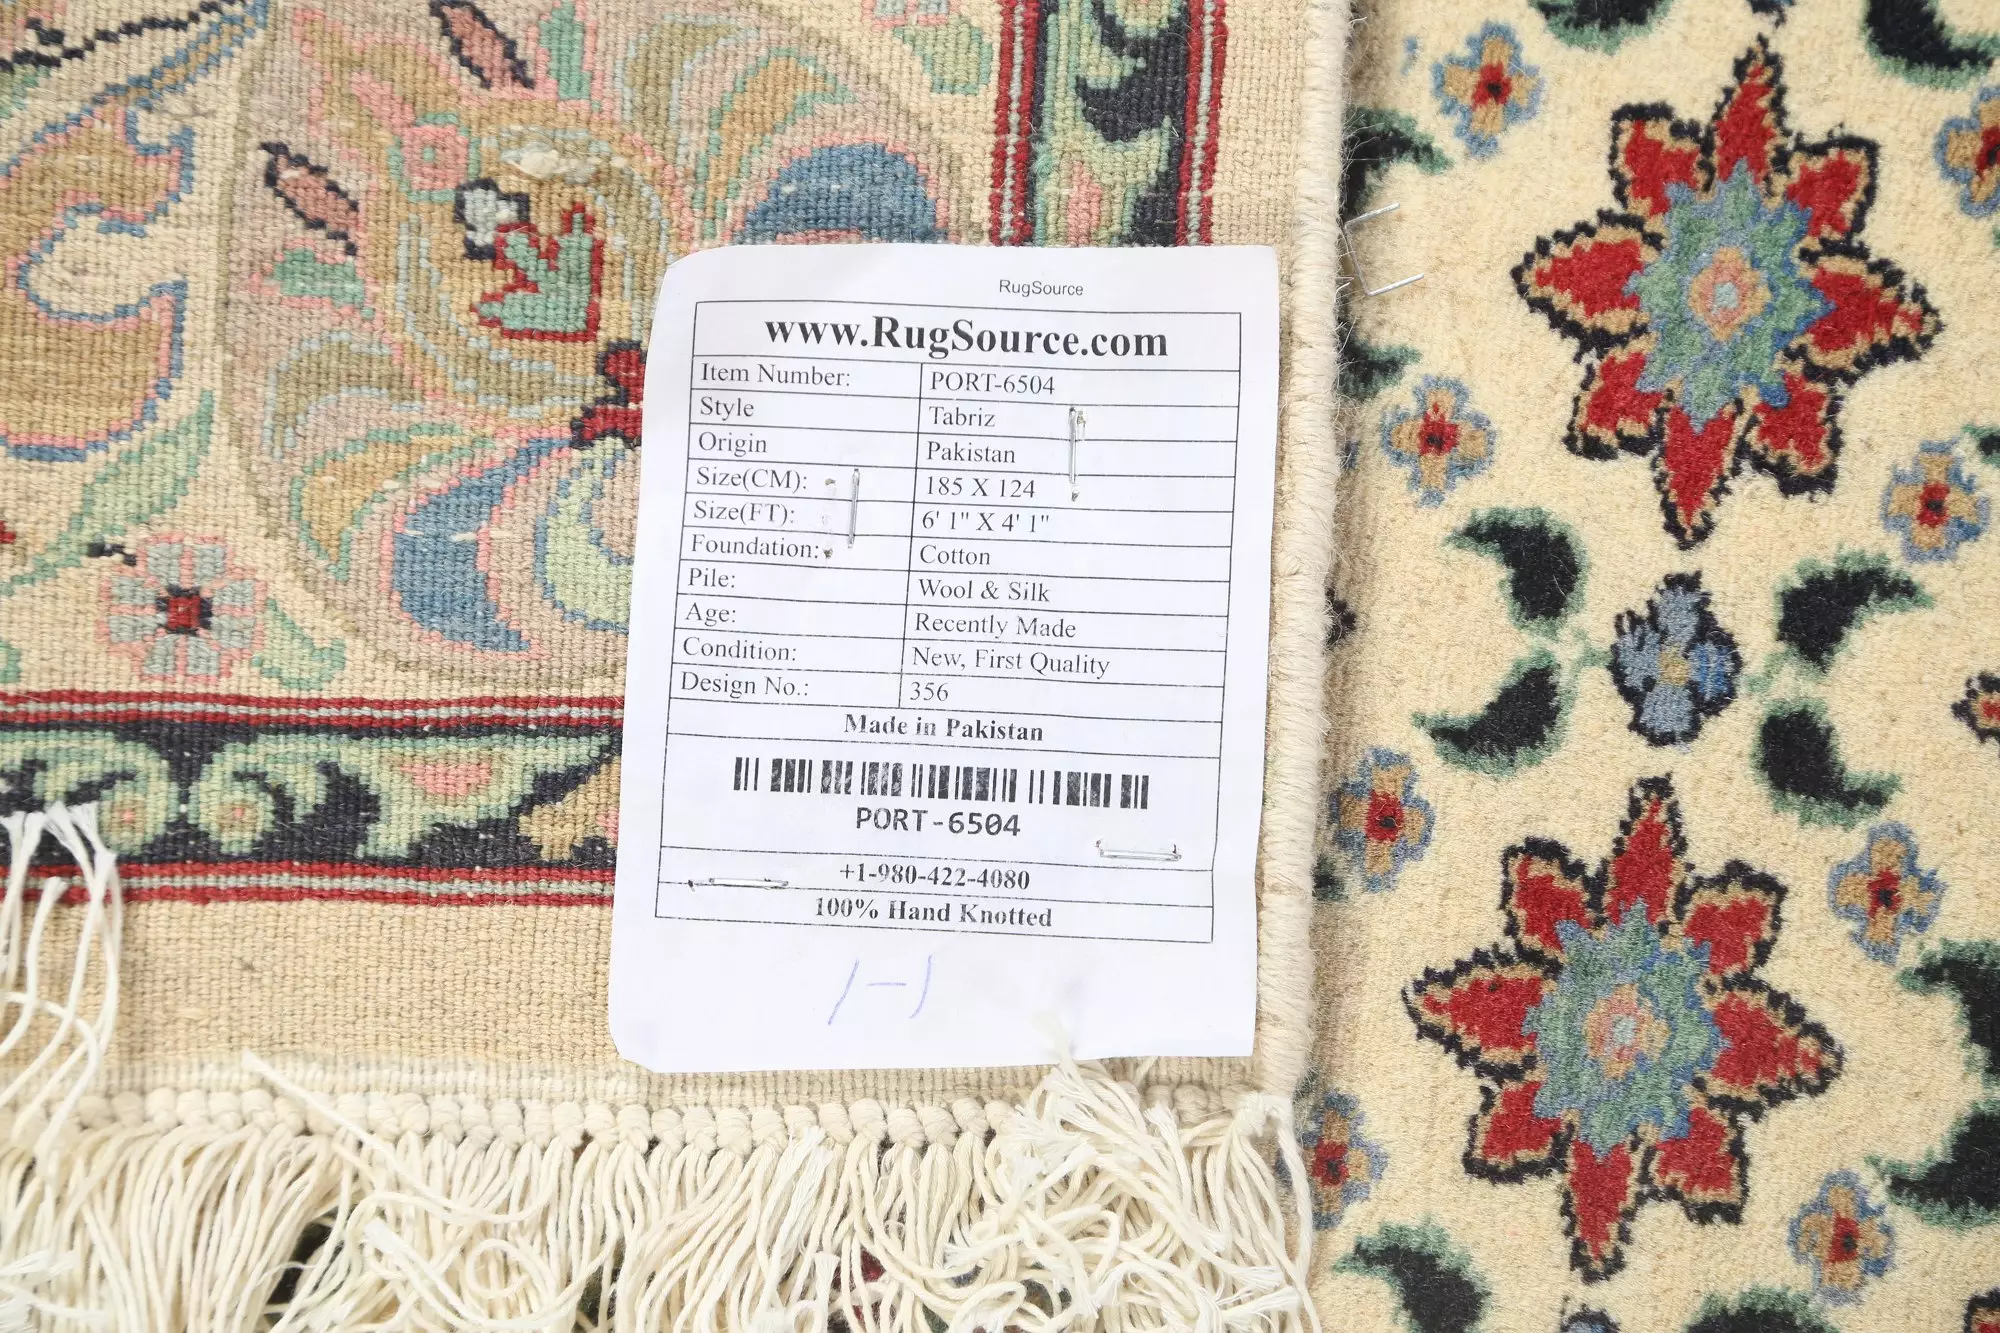 RugSource
www.RugSource.com
Item Number: PORT-6504
Style Tabriz
Origin Pakistan
Size(CM): 185 X 124
Size(FT): 6' 1" X 4' 1"
Foundation: Cotton
Pile: Wool & Silk
Age: Recently Made
Condition: New, First Quality
Design No.: 356
Made in Pakistan
PORT-6504
+1-980-422-4080
100% Hand Knotted
1-1